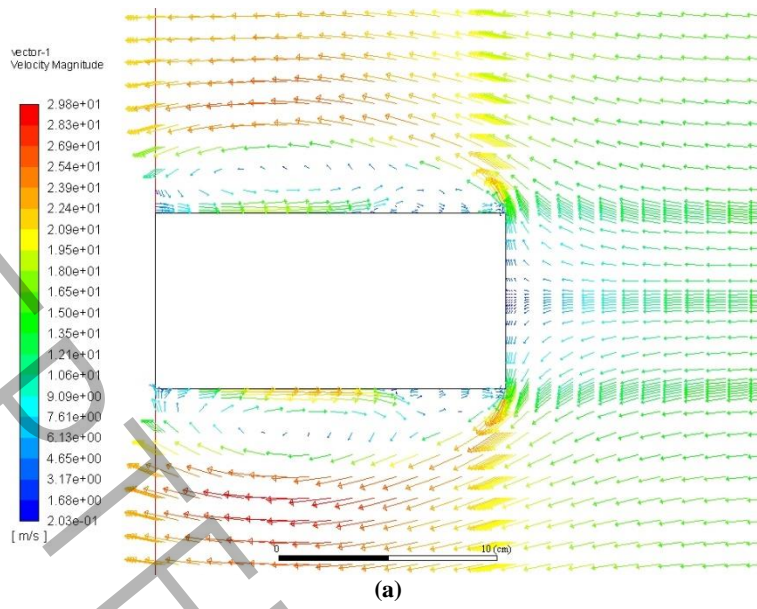 vector-1
Velocity Magnitude
2.98e+01
2.83e+01
2.69e+01
2.54e+01
2.39e+01
2.24e+01
2.09e+01
1.95e+01
1.80e+01
1.65e+01
1.50e+01
1.35e+01
1.21e+01
1.06e+01
9.09e+00
7.61e+00
6.13e+00
4.65e+00
3.17e+00
1.68e+00
2.03e-01
[ m/s ]
0 10 (cm)
(a)